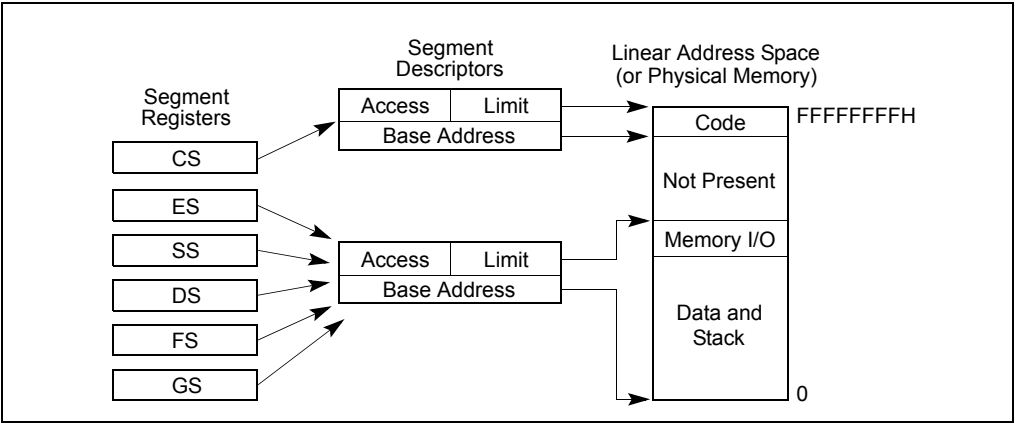 Segment
Registers
CS
ES
SS
DS
FS
GS
Segment
Descriptors
Access Limit
Base Address
Access Limit
Base Address
Linear Address Space
(or Physical Memory)
Code
FFFFFFFFH
Not Present
Memory I/O
Data and
Stack
0